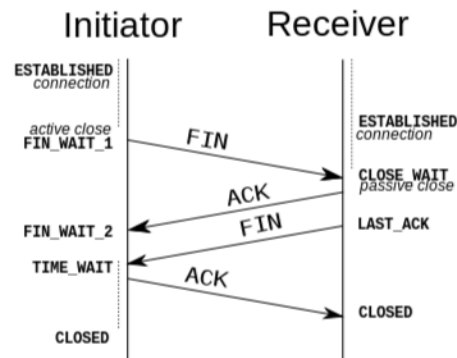 Initiator Receiver
ESTABLISHED
connection
active close
FIN_WAIT_1
FIN
ESTABLISHED
connection
CLOSE_WAIT
passive close
ACK
FIN_WAIT_2
FIN
LAST_ACK
TIME_WAIT
ACK
CLOSED
CLOSED